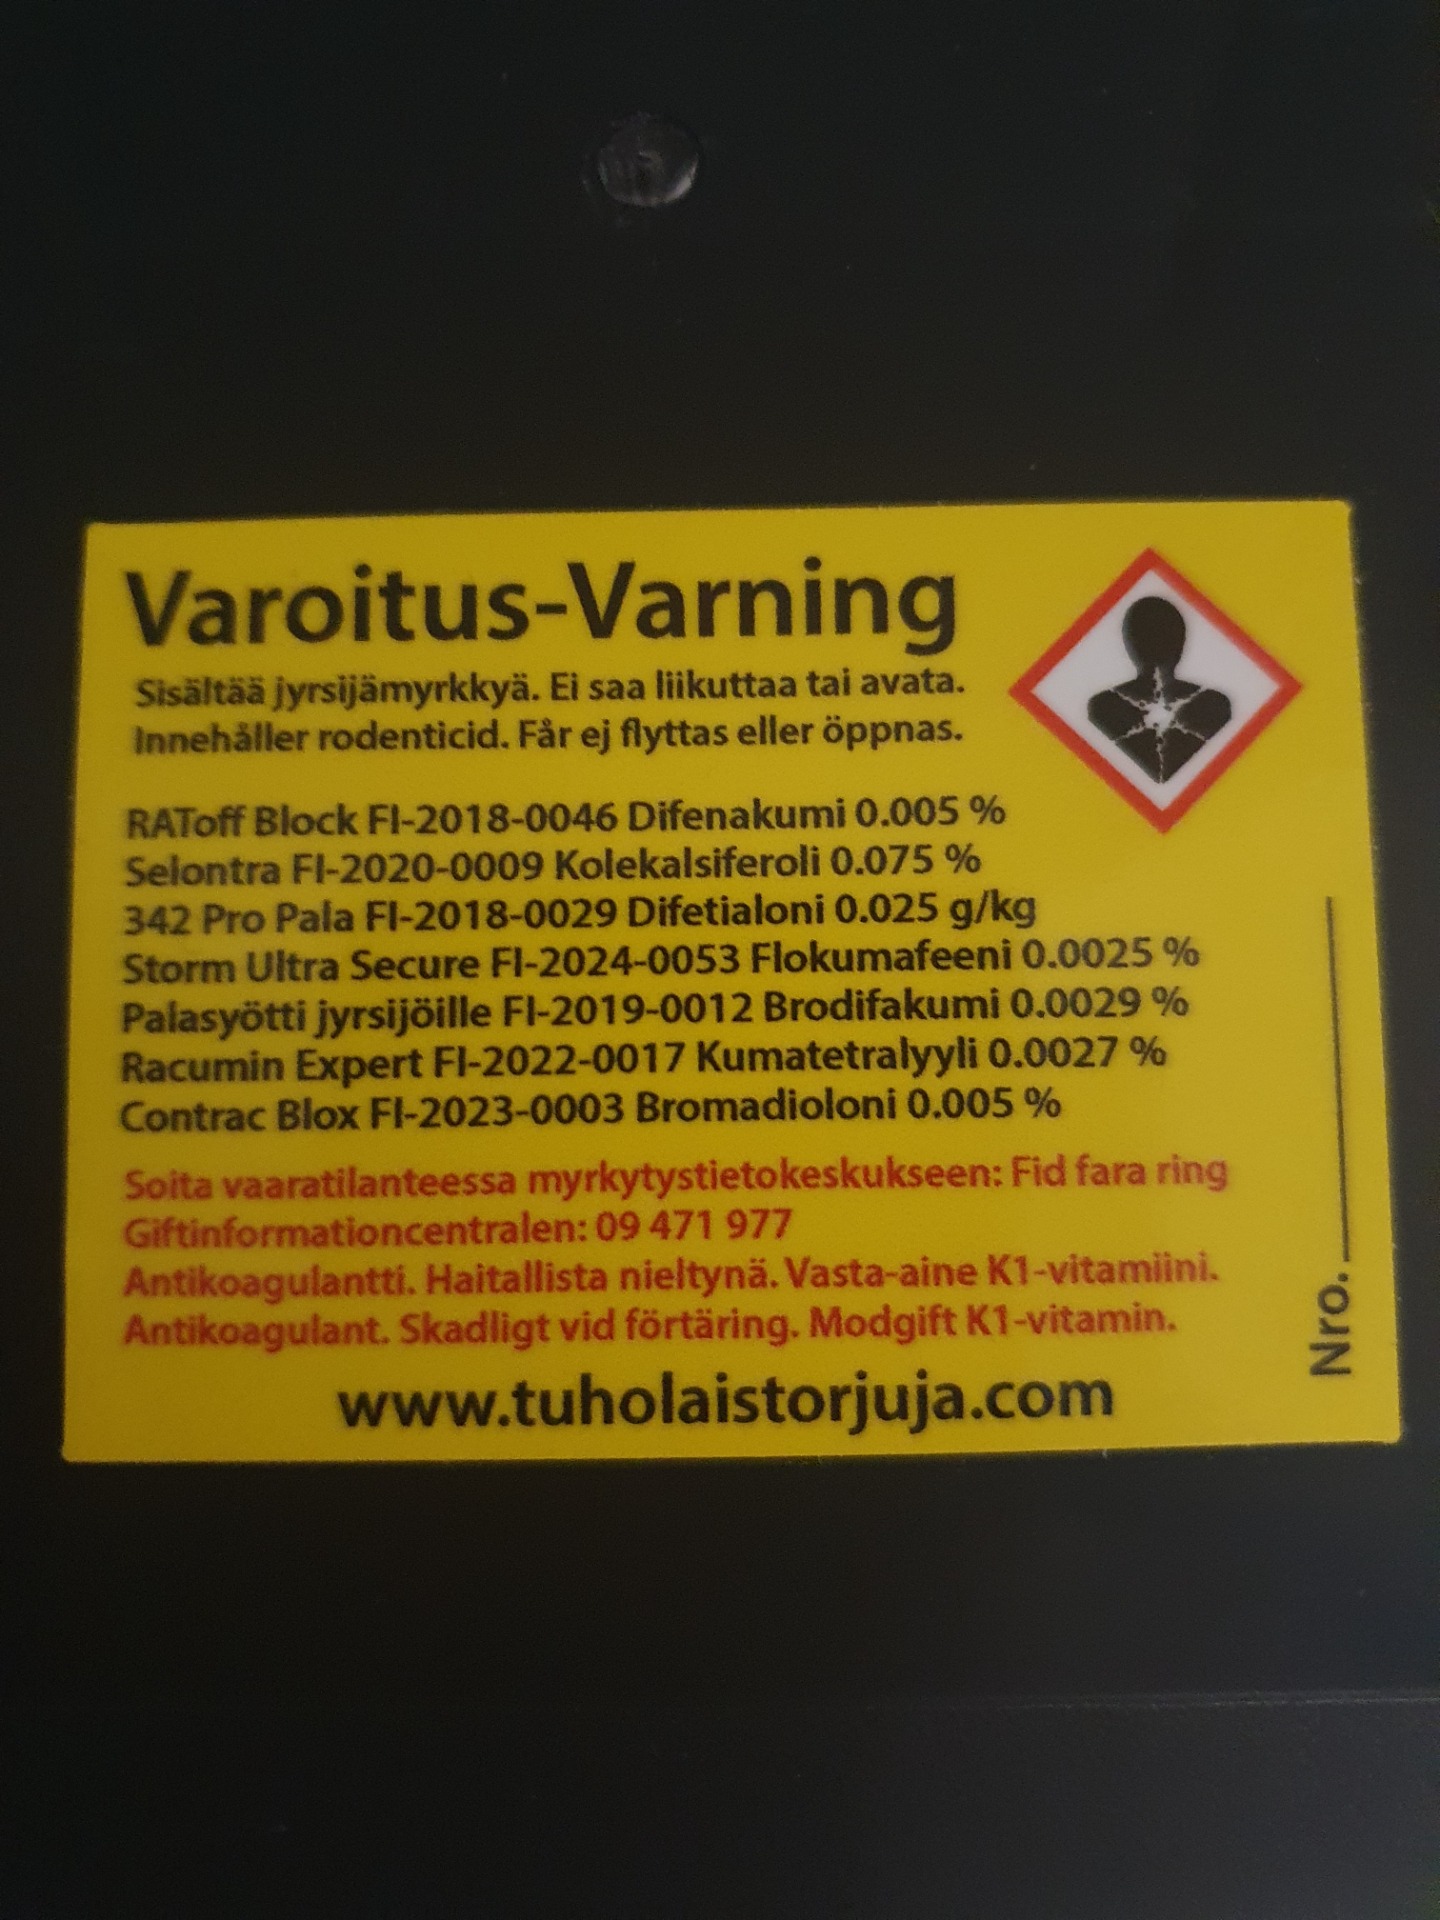 Varoitus-Varning
Sisältää jyrsijämyrkkyä. Ei saa liikuttaa tai avata.
Innehåller rodenticid. Får ej flyttas eller öppnas.
RAToff Block FI-2018-0046 Difenakumi 0.005 %
Selontra FI-2020-0009 Kolekalsiferoli 0.075 %
342 Pro Pala FI-2018-0029 Difetialoni 0.025 g/kg
Storm Ultra Secure FI-2024-0053 Flokumafeeni 0.0025 %
Palasyötti jyrsijöille FI-2019-0012 Brodifakumi 0.0029 %
Racumin Expert FI-2022-0017 Kumatetralyyli 0.0027 %
Contrac Blox FI-2023-0003 Bromadioloni 0.005 %
Soita vaaratilanteessa myrkytystietokeskukseen: Fid fara ring
Giftinformationcentralen: 09 471 977
Antikoagulantti. Haitallista nieltynä. Vasta-aine K1-vitamiini.
Antikoagulant. Skadligt vid förtäring. Modgift K1-vitamin.
www.tuholaistorjuja.com
Nro.